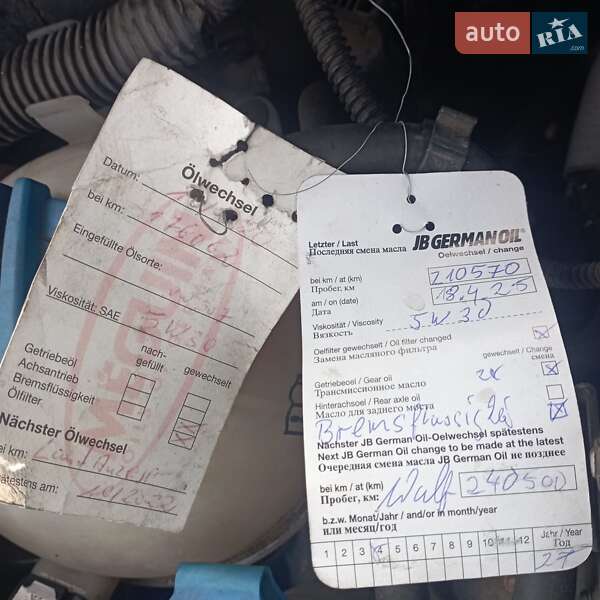 auto RIA .com
Ölwechsel
Datum:
bei km: 176067
Eingefüllte Ölsorte:
Viskosität: SAE 5W30
nach- gefüllt gewechselt
Getriebeöl
Achsantrieb
Bremsflüssigkeit
Ölfilter:
Nächster Ölwechsel
bei km:
spätestens am:
Letzter / Last
Последняя смена масла
JB GERMAN OIL
Oelwechsel / change
bei km / at (km)
Пробег, км 210570
am / on (date)
Дата 18.4.25
Viskosität / Viscosity
Вязкость 5W30
Oelfilter gewechselt / Oil filter changed
Замена масляного фильтра
gewechselt / Change
смена
Getriebeoel / Gear oil
Трансмиссионное масло
Hinterachsoel / Rear axle oil
Масло для заднего моста
Nächster JB German Oil-Oelwechsel spätestens
Next JB German Oil change to be made at the latest
Очередная смена масла JB German Oil не позднее
bei km / at (km)
Пробег, км: 240500
b.z.w. Monat/Jahr / and/or in month/year
или месяц/год
1 2 3 4 5 6 7 8 9 10 12 Jahr / Year
Год
27